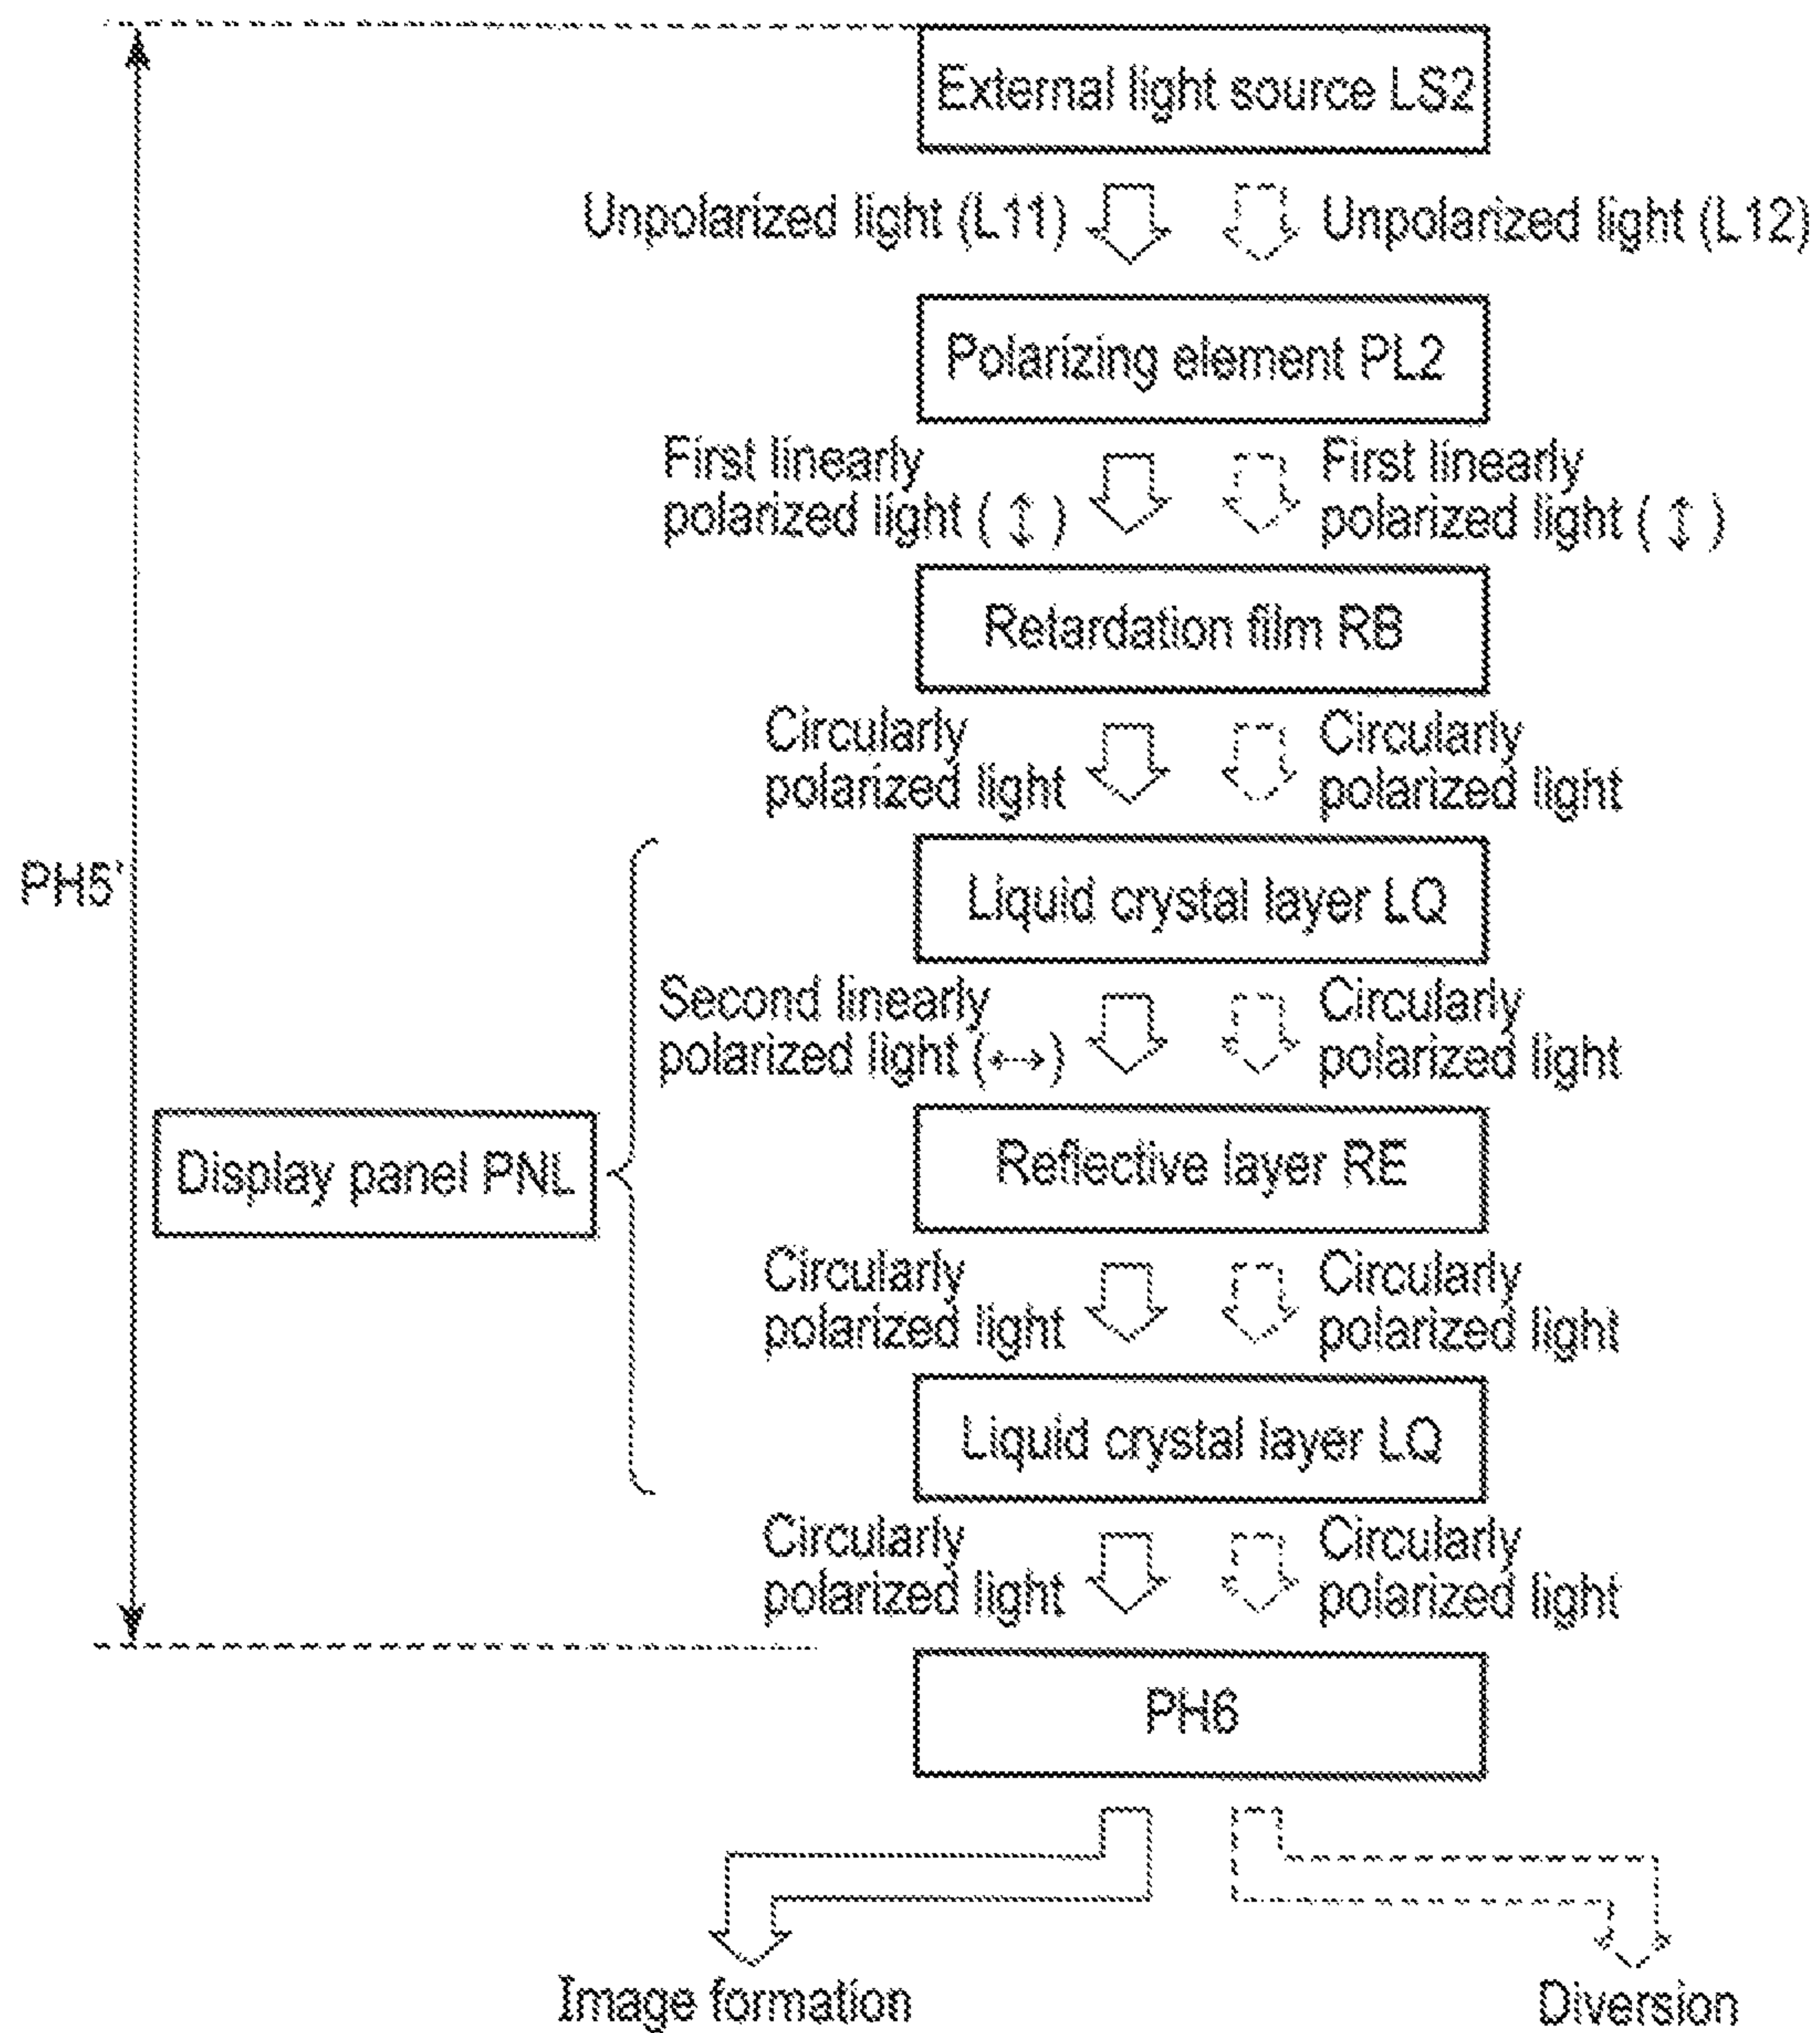 External light source LS2
Unpolarized light (L11)
Unpolarized light (L12)
Polarizing element PL2
First linearly
polarized light ( ↕ )
First linearly
polarized light ( ↕ )
Retardation film RB
Circularly
polarized light
Circularly
polarized light
PH5'
Liquid crystal layer LQ
Second linearly
polarized light (↔)
Circularly
polarized light
Display panel PNL
Reflective layer RE
Circularly
polarized light
Circularly
polarized light
Liquid crystal layer LQ
Circularly
polarized light
Circularly
polarized light
PH6
Image formation
Diversion